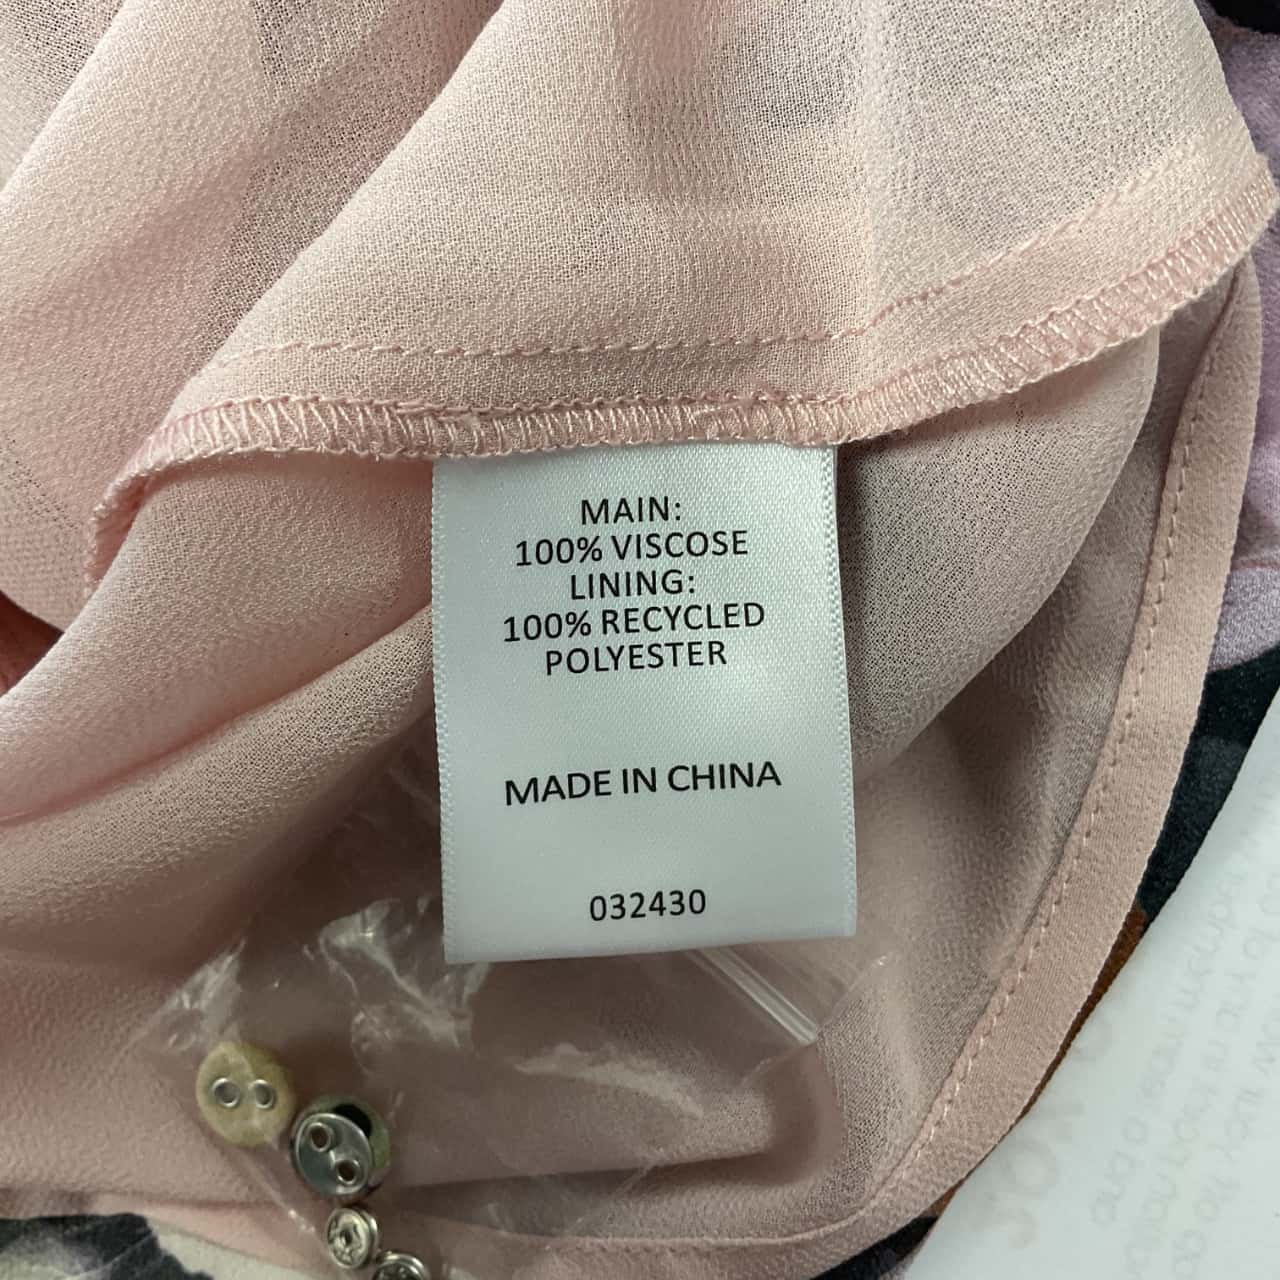 MAIN:
100% VISCOSE
LINING:
100% RECYCLED
POLYESTER
MADE IN CHINA
032430